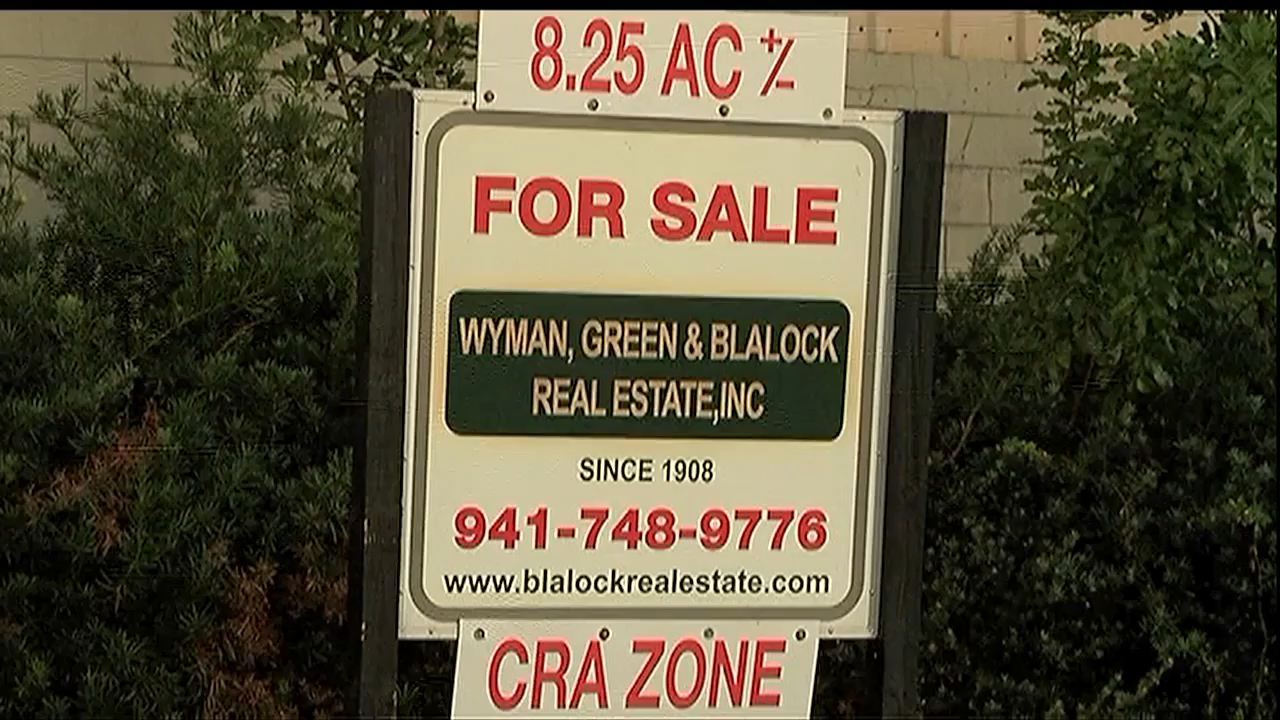 8.25 AC +/-
FOR SALE
WYMAN, GREEN & BLALOCK
REAL ESTATE,INC
SINCE 1908
941-748-9776
www.blalockrealestate.com
CRA ZONE